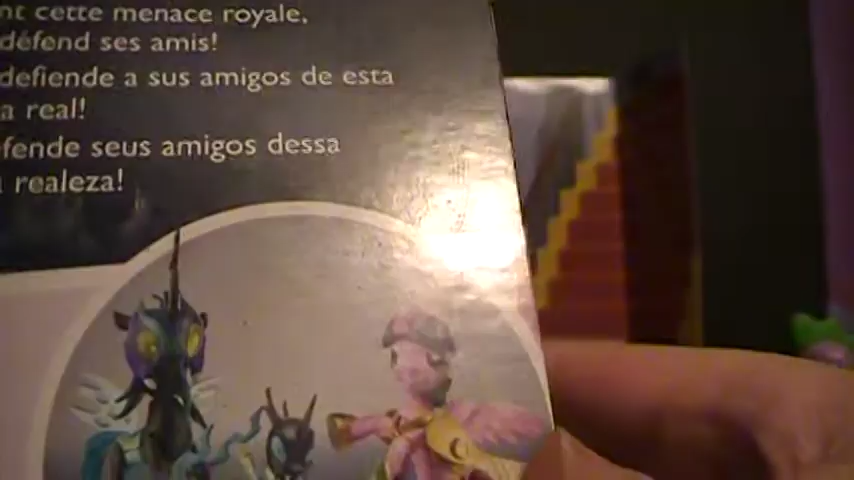 nt cette menace royale,
défend ses amis!
defiende a sus amigos de esta
a real!
fende seus amigos dessa
realeza!